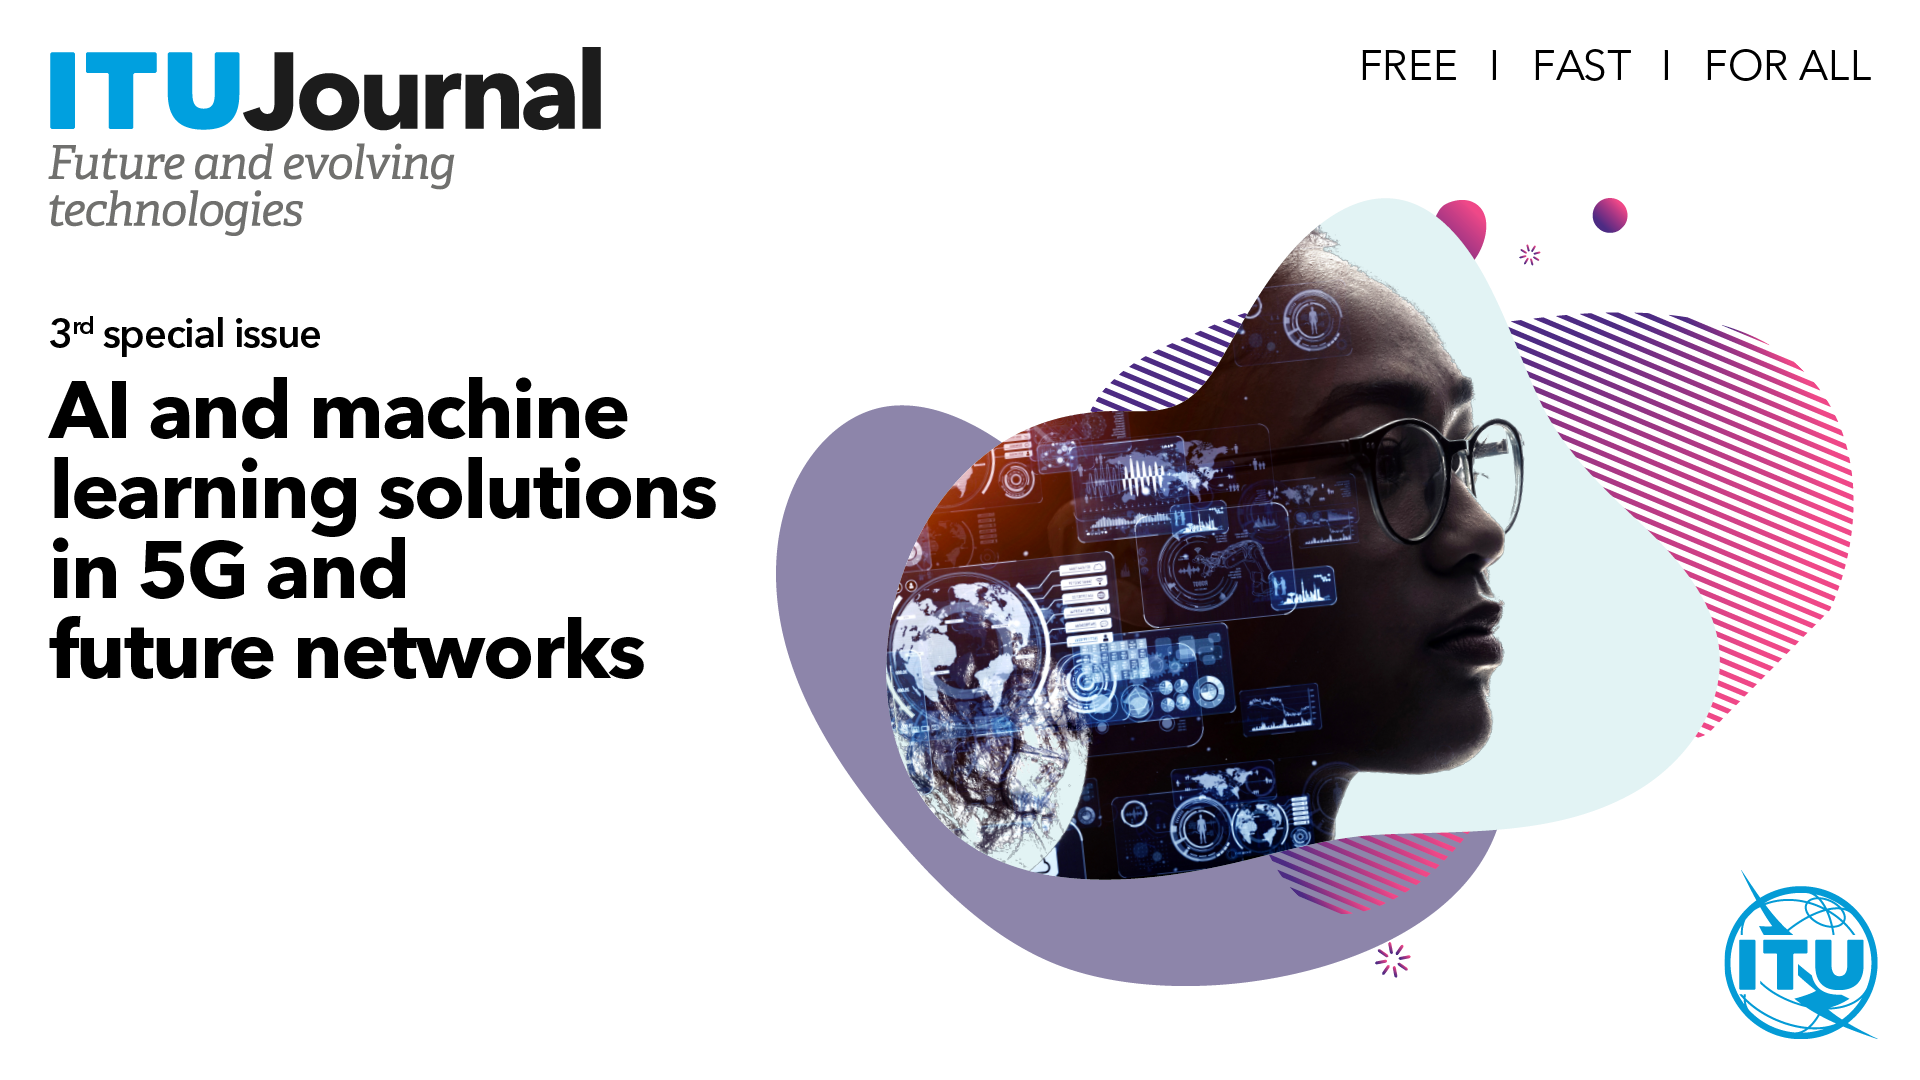 ITUJournal
Future and evolving
technologies
FREE I FAST I FOR ALL
3rd special issue
AI and machine
learning solutions
in 5G and
future networks
ITU